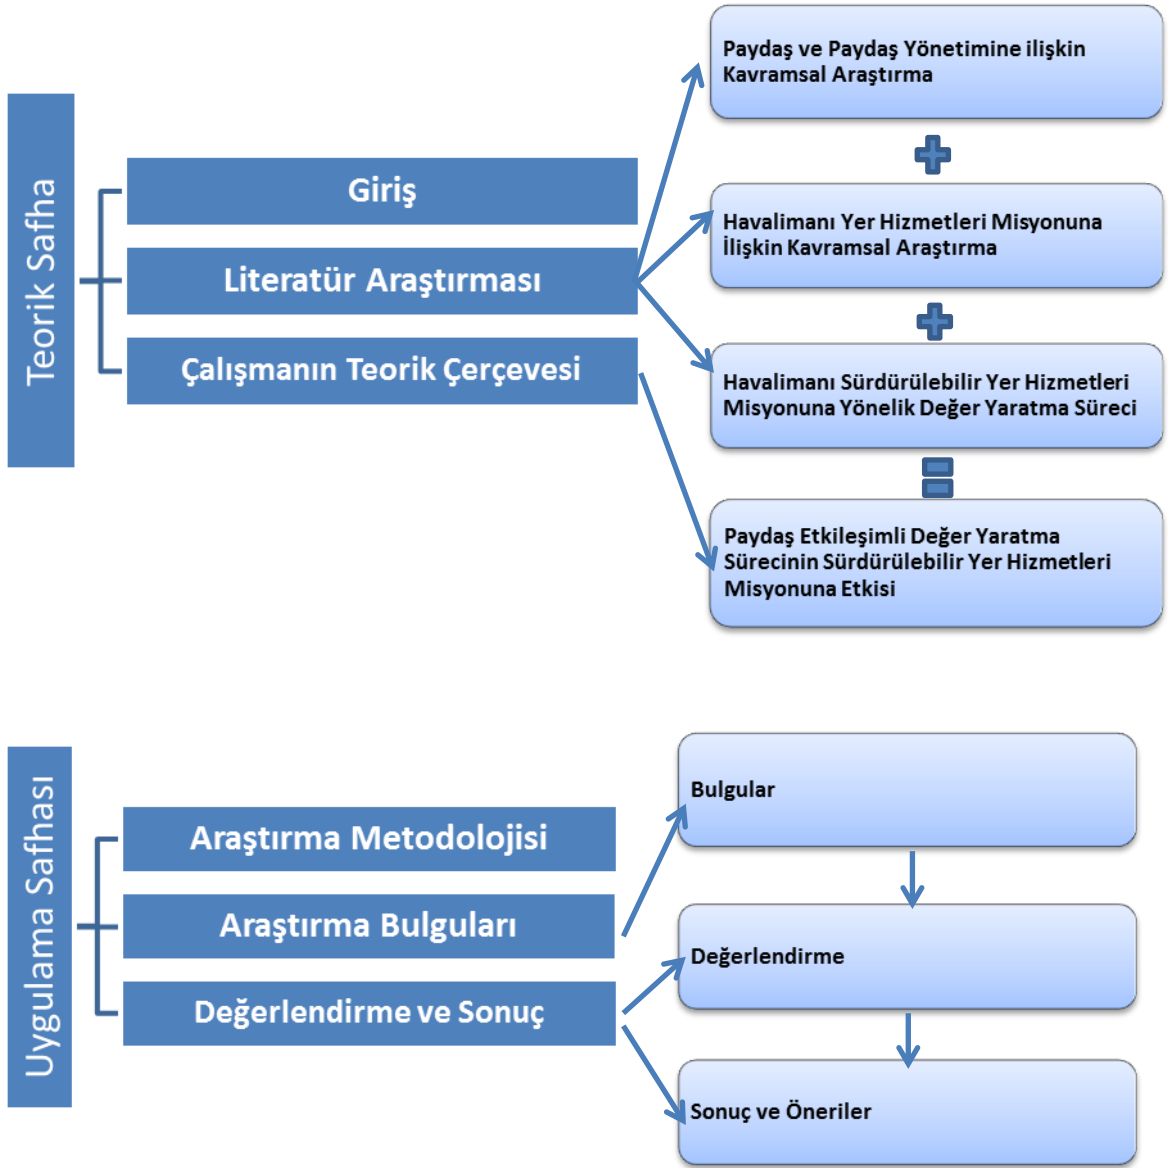 Teorik Safha
Giriş
Literatür Araştırması
Çalışmanın Teorik Çerçevesi
Paydaş ve Paydaş Yönetimine ilişkin
Kavramsal Araştırma
Havalimanı Yer Hizmetleri Misyonuna
İlişkin Kavramsal Araştırma
Havalimanı Sürdürülebilir Yer Hizmetleri
Misyonuna Yönelik Değer Yaratma Süreci
Paydaş Etkileşimli Değer Yaratma
Sürecinin Sürdürülebilir Yer Hizmetleri
Misyonuna Etkisi
Uygulama Safhası
Araştırma Metodolojisi
Araştırma Bulguları
Değerlendirme ve Sonuç
Bulgular
Değerlendirme
Sonuç ve Öneriler